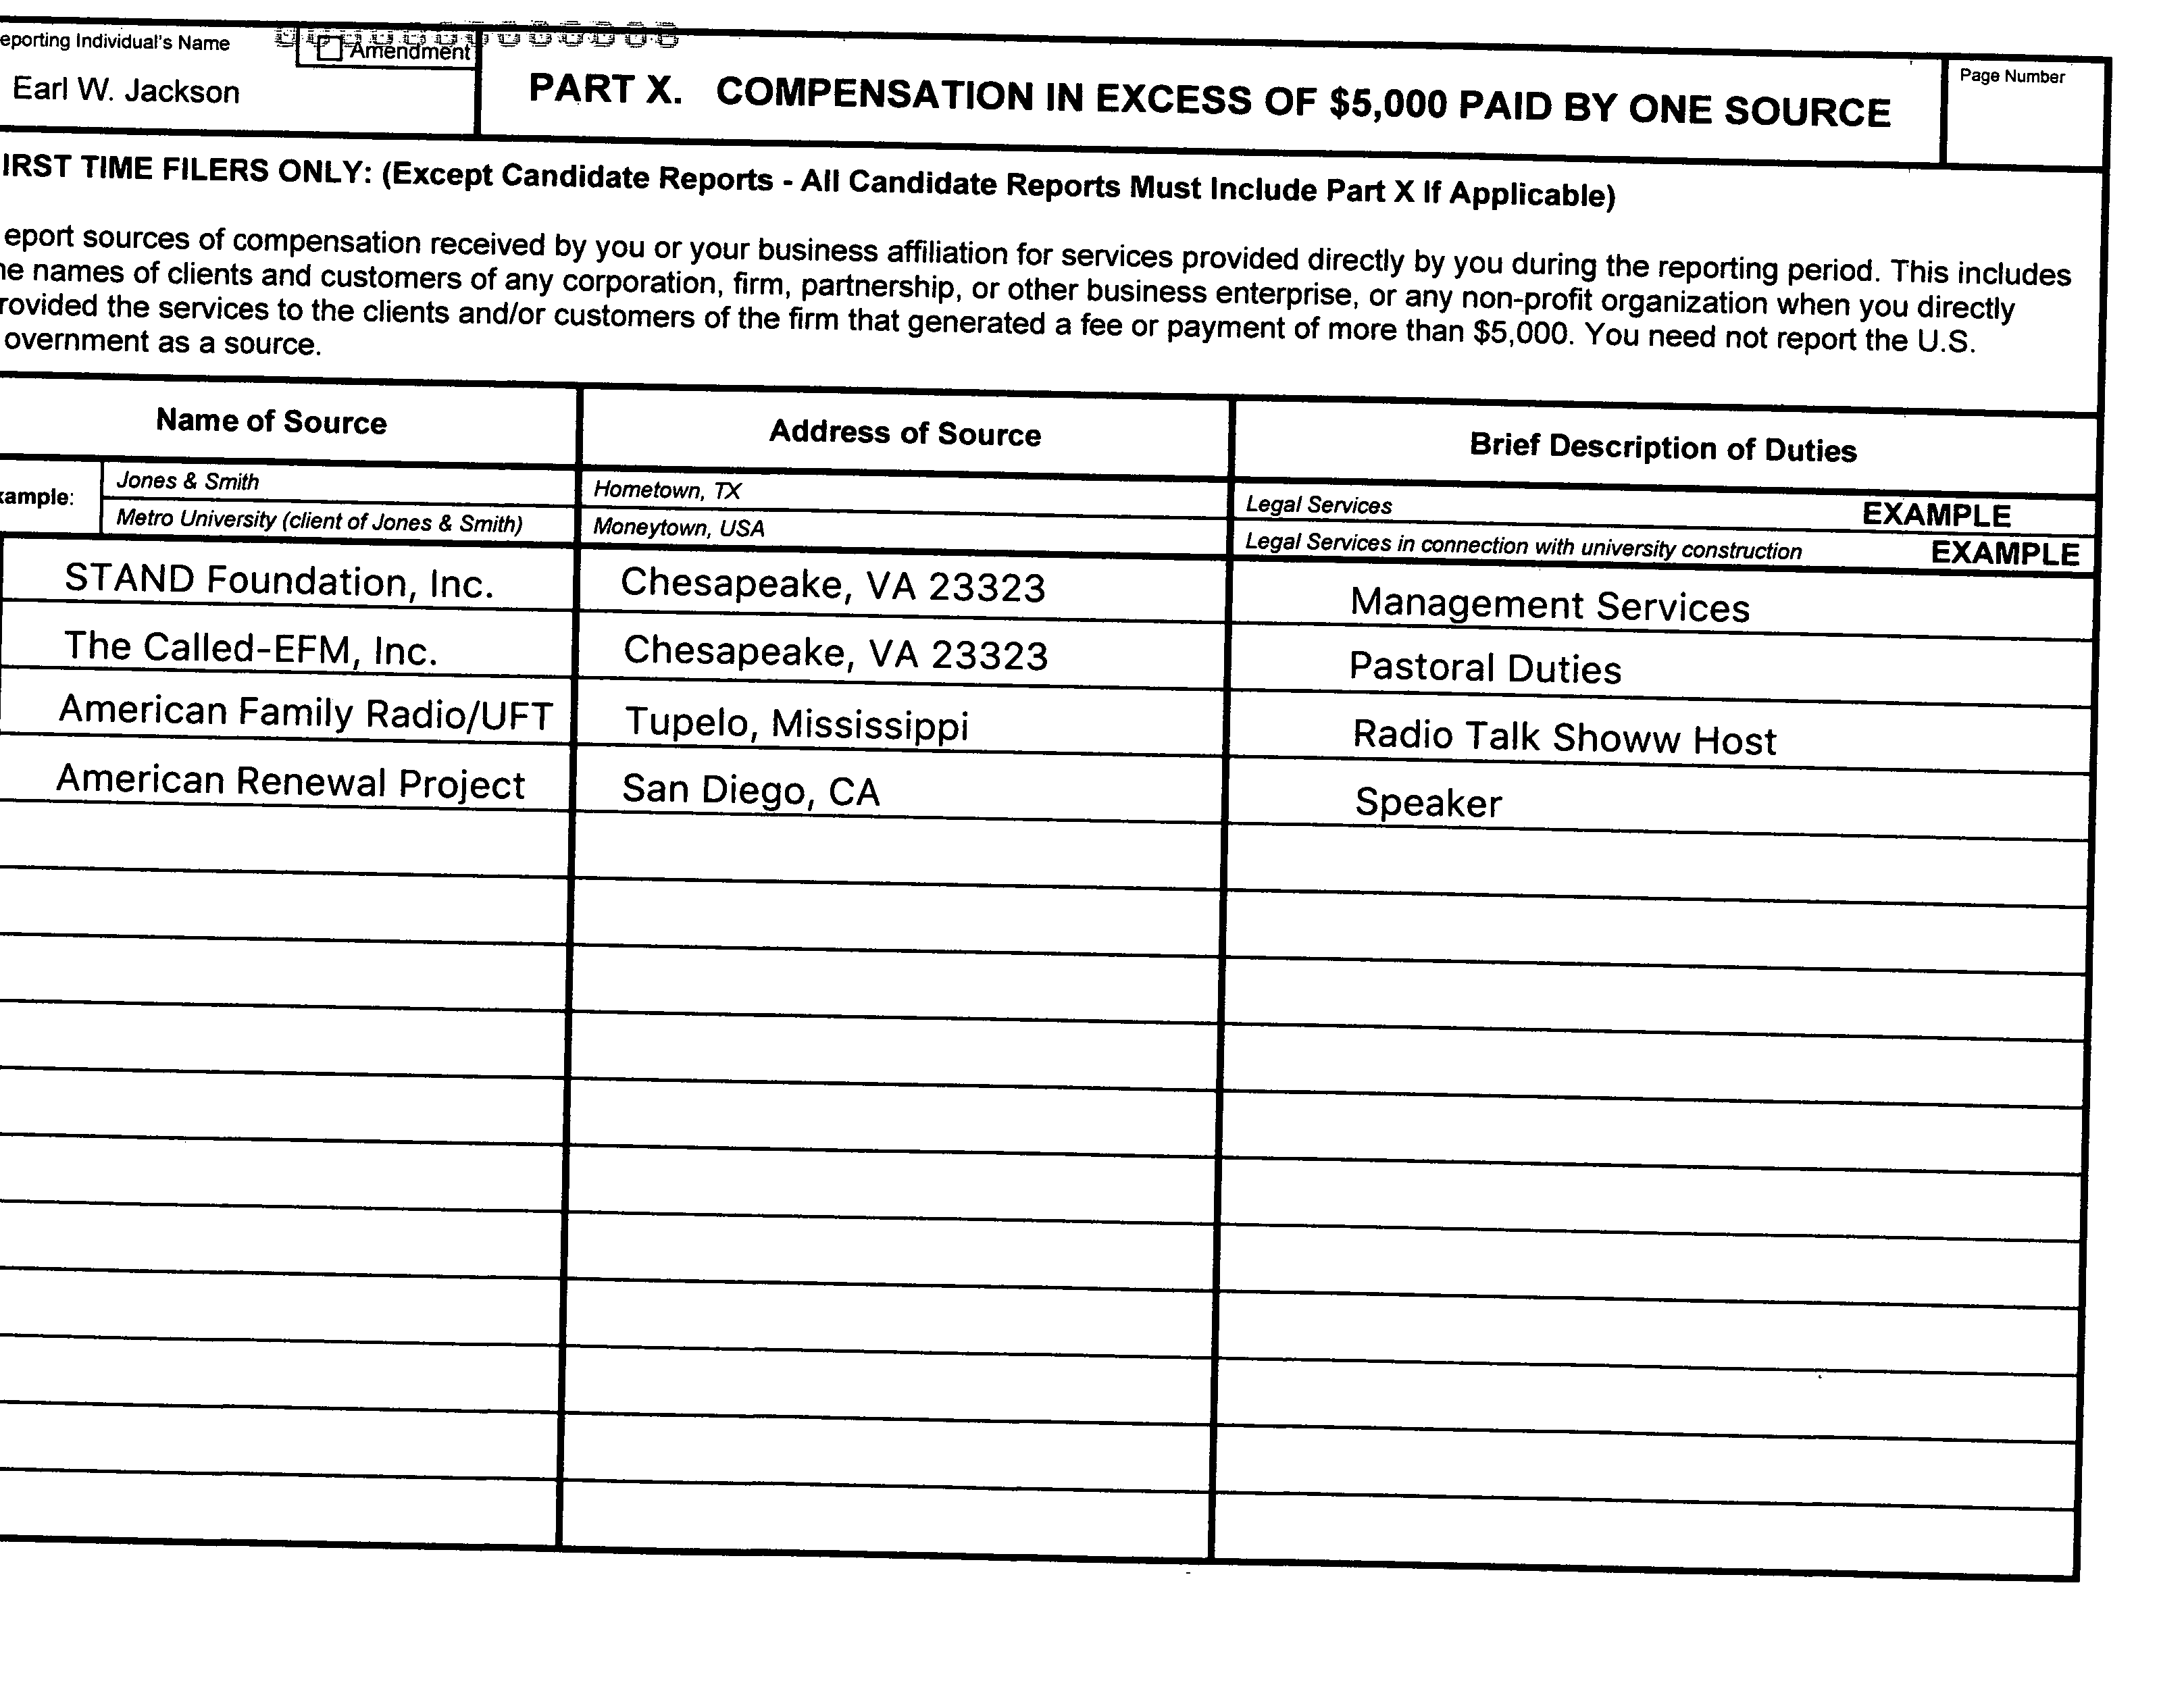 eporting Individual's Name
Amendment
Earl W. Jackson
PART X. COMPENSATION IN EXCESS OF $5,000 PAID BY ONE SOURCE
Page Number
IRST TIME FILERS ONLY: (Except Candidate Reports - All Candidate Reports Must Include Part X If Applicable)
eport sources of compensation received by you or your business affiliation for services provided directly by you during the reporting period. This includes
he names of clients and customers of any corporation, firm, partnership, or other business enterprise, or any non-profit organization when you directly
rovided the services to the clients and/or customers of the firm that generated a fee or payment of more than $5,000. You need not report the U.S.
overnment as a source.
Name of Source Address of Source Brief Description of Duties
xample: Jones & Smith Hometown, TX Legal Services EXAMPLE
Metro University (client of Jones & Smith) Moneytown, USA Legal Services in connection with university construction EXAMPLE
STAND Foundation, Inc. Chesapeake, VA 23323 Management Services
The Called-EFM, Inc. Chesapeake, VA 23323 Pastoral Duties
American Family Radio/UFT Tupelo, Mississippi Radio Talk Showw Host
American Renewal Project San Diego, CA Speaker